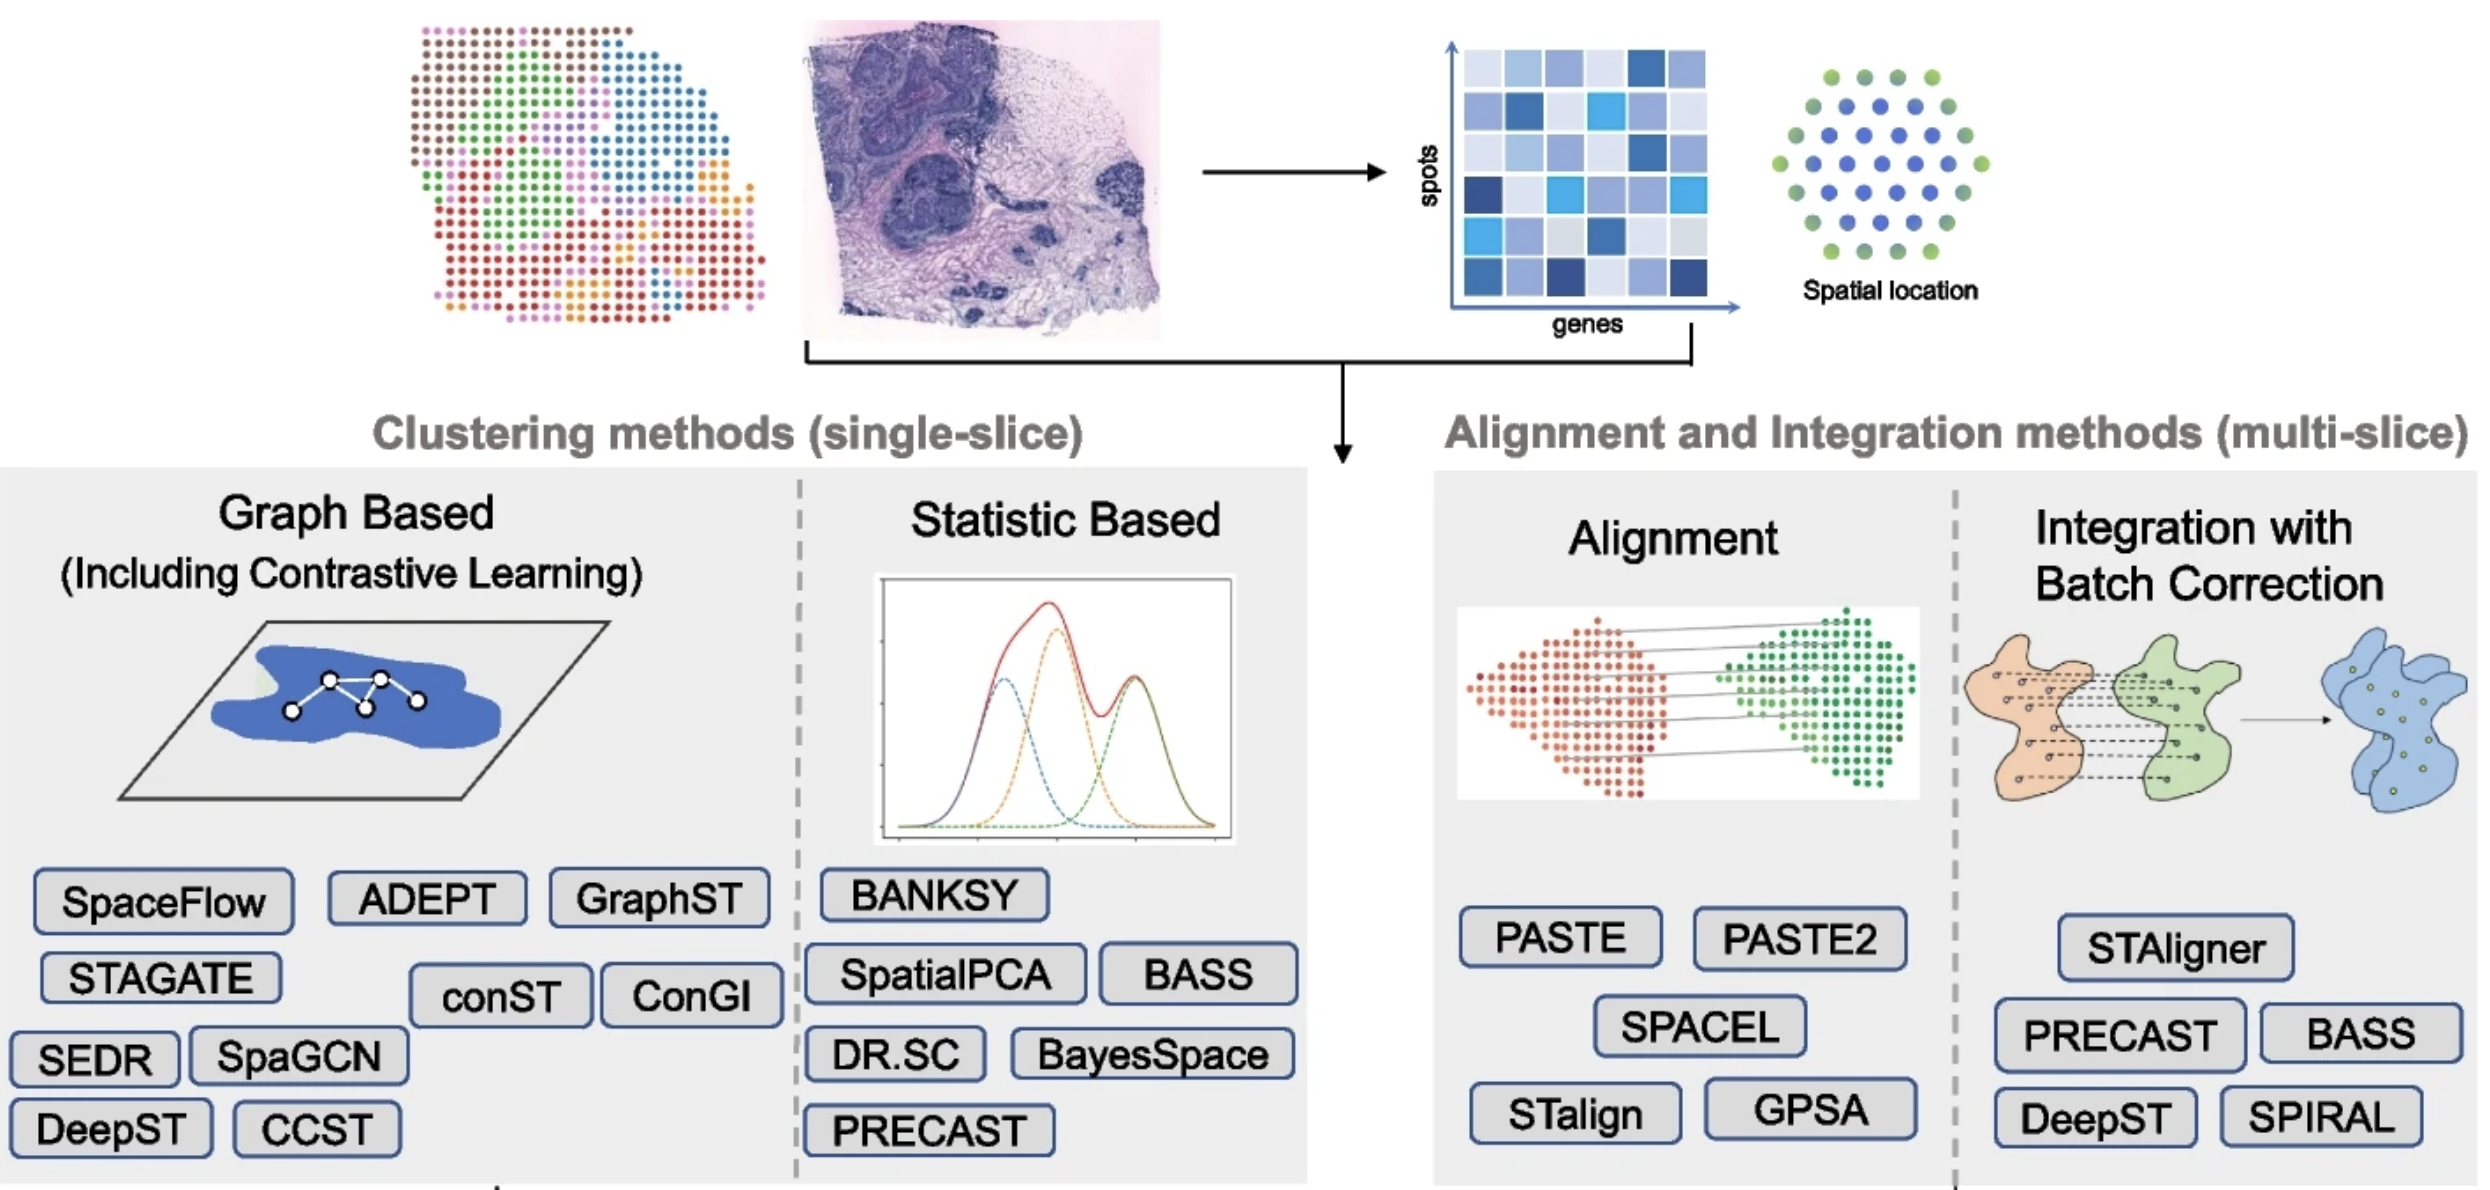 spots
genes
Spatial location
Clustering methods (single-slice)
Alignment and Integration methods (multi-slice)
Graph Based
(Including Contrastive Learning)
Statistic Based
Alignment
Integration with
Batch Correction
SpaceFlow
ADEPT
GraphST
STAGATE
conST
ConGI
SEDR
SpaGCN
DeepST
CCST
BANKSY
SpatialPCA
BASS
DR.SC
BayesSpace
PRECAST
PASTE
PASTE2
SPACEL
STalign
GPSA
STAligner
PRECAST
BASS
DeepST
SPIRAL